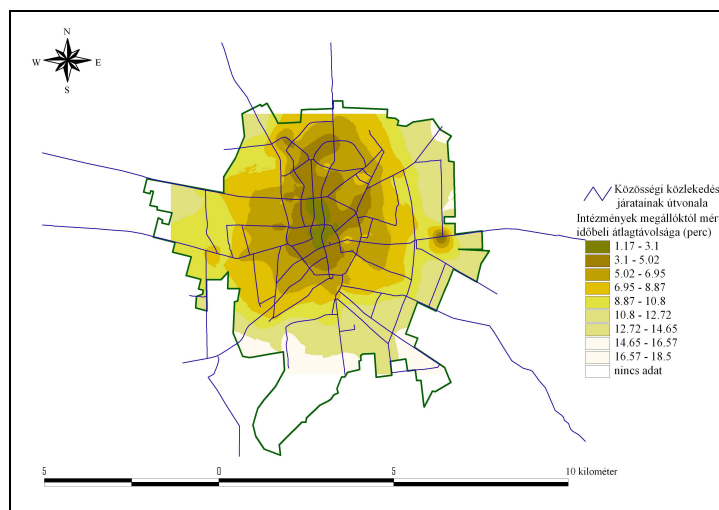 N
W E
S
Közösségi közlekedés
járatainak útvonala
Intézmények megállóktól mért
időbeli átlagtávolsága (perc)
1.17 - 3.1
3.1 - 5.02
5.02 - 6.95
6.95 - 8.87
8.87 - 10.8
10.8 - 12.72
12.72 - 14.65
14.65 - 16.57
16.57 - 18.5
nincs adat
5 0 5 10 kilométer